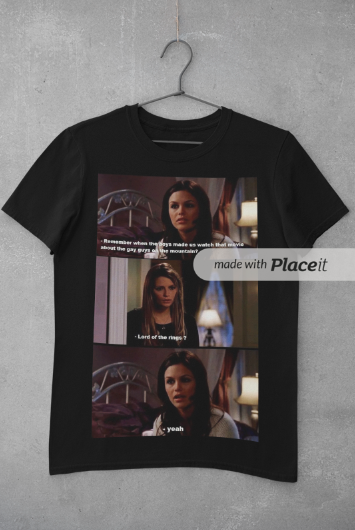 - Remember when the boys made us watch that movie
about the gay guys on the mountain?
made with Placeit
- Lord of the rings ?
- yeah